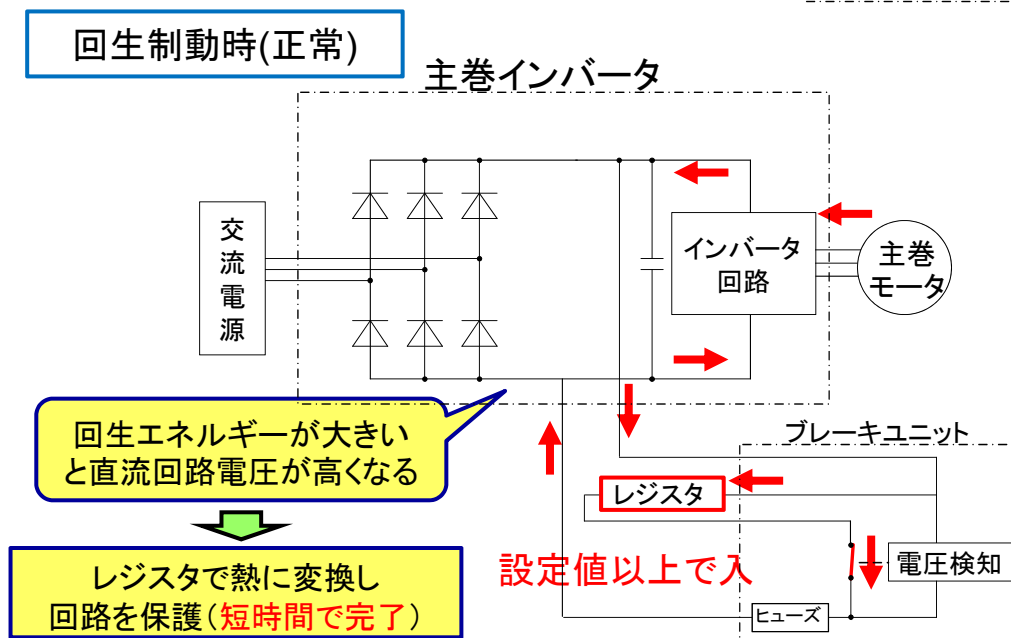 回生制動時(正常)
主巻インバータ
交
流
電
源
インバータ
回路
主巻
モータ
回生エネルギーが大きい
と直流回路電圧が高くなる
ブレーキユニット
レジスタ
設定値以上で入
電圧検知
レジスタで熱に変換し
回路を保護(短時間で完了)
ヒューズ